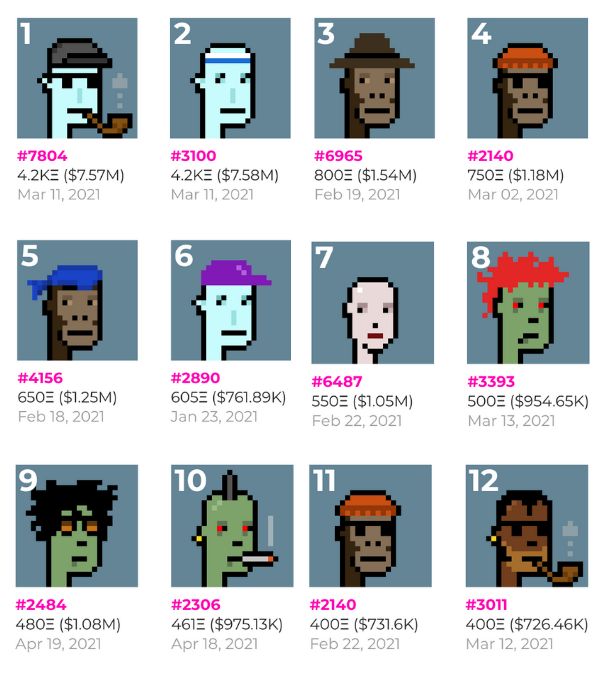 1 2 3 4
#7804 #3100 #6965 #2140
4.2KΞ ($7.57M) 4.2KΞ ($7.58M) 800Ξ ($1.54M) 750Ξ ($1.18M)
Mar 11, 2021 Mar 11, 2021 Feb 19, 2021 Mar 02, 2021
5 6 7 8
#4156 #2890 #6487 #3393
650Ξ ($1.25M) 605Ξ ($761.89K) 550Ξ ($1.05M) 500Ξ ($954.65K)
Feb 18, 2021 Jan 23, 2021 Feb 22, 2021 Mar 13, 2021
9 10 11 12
#2484 #2306 #2140 #3011
480Ξ ($1.08M) 461Ξ ($975.13K) 400Ξ ($731.6K) 400Ξ ($726.46K)
Apr 19, 2021 Apr 18, 2021 Feb 22, 2021 Mar 12, 2021